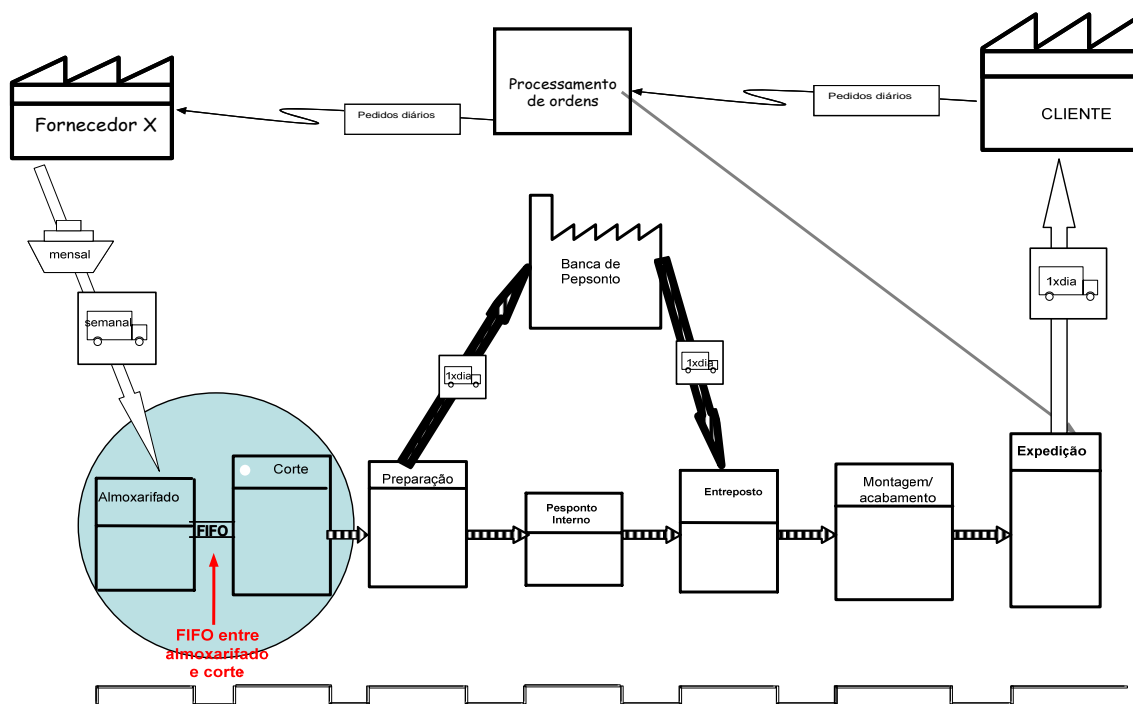 Processamento
de ordens
Pedidos diários
Pedidos diários
Fornecedor X
CLIENTE
mensal
semanal
Banca de
Pepsonto
1xdia
1xdia
1xdia
Almoxarifado
FIFO
Corte
Preparação
Pesponto
Interno
Entreposto
Montagem/
acabamento
Expedição
FIFO entre
almoxarifado
e corte